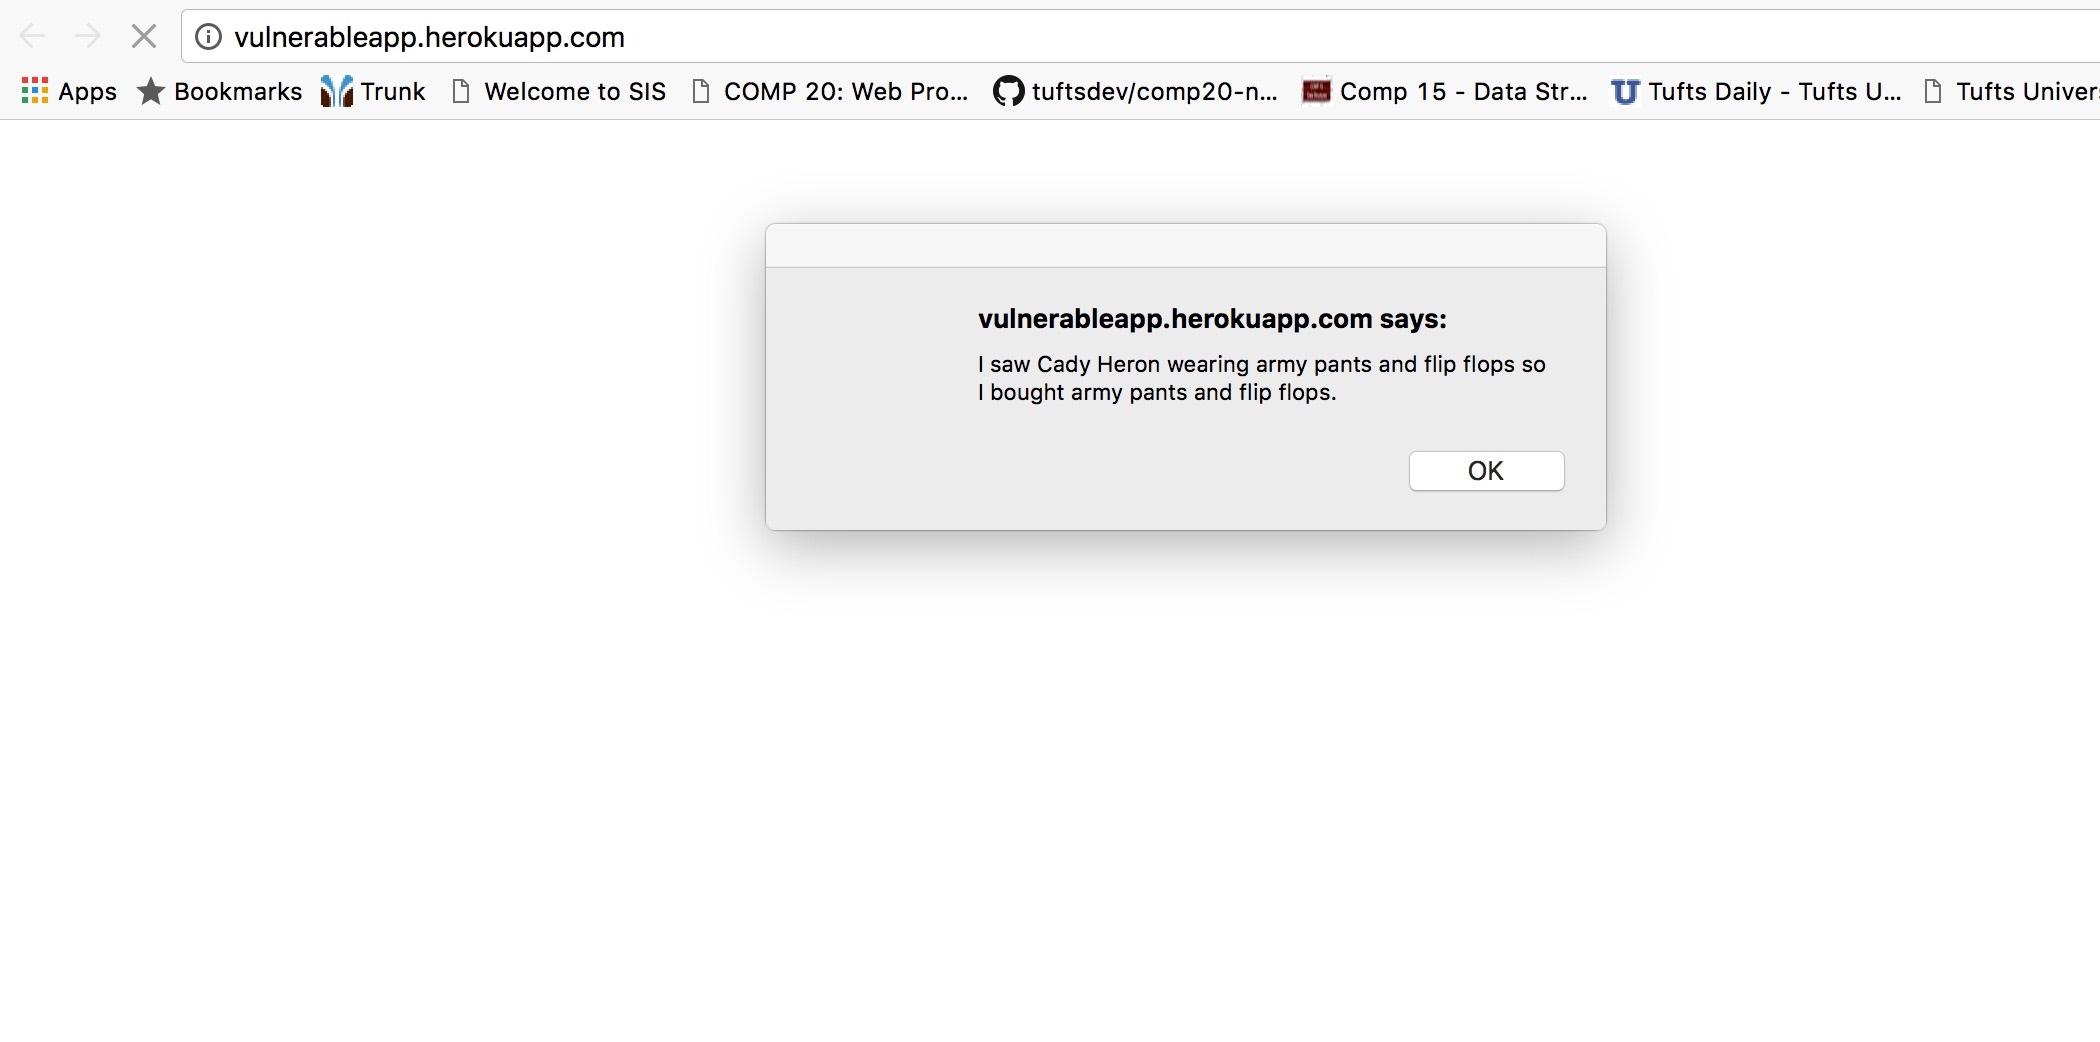 vulnerableapp.herokuapp.com
Apps Bookmarks Trunk Welcome to SIS COMP 20: Web Pro... tuftsdev/comp20-n... Comp 15 - Data Str... Tufts Daily - Tufts U... Tufts Univer
vulnerableapp.herokuapp.com says:
I saw Cady Heron wearing army pants and flip flops so
I bought army pants and flip flops.
OK